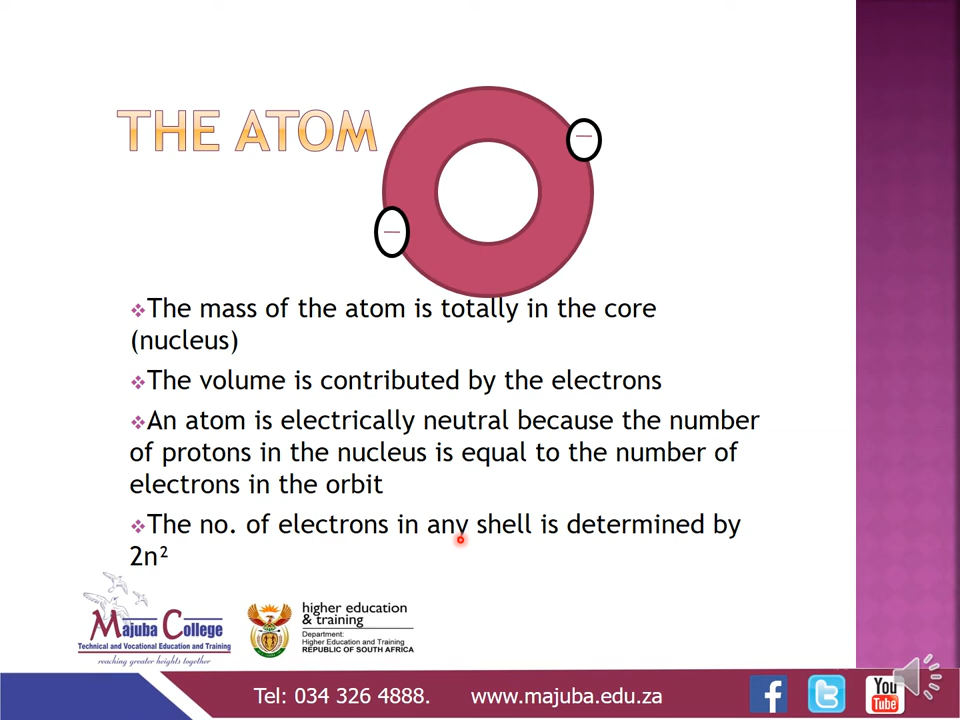 THE ATOM
❖The mass of the atom is totally in the core
(nucleus)
❖The volume is contributed by the electrons
❖An atom is electrically neutral because the number
of protons in the nucleus is equal to the number of
electrons in the orbit
❖The no. of electrons in any shell is determined by
2n²
Majuba College
Technical and Vocational Education and Training
reaching greater heights together
higher education
& training
Department:
Higher Education and Training
REPUBLIC OF SOUTH AFRICA
Tel: 034 326 4888. www.majuba.edu.za
You
Tube